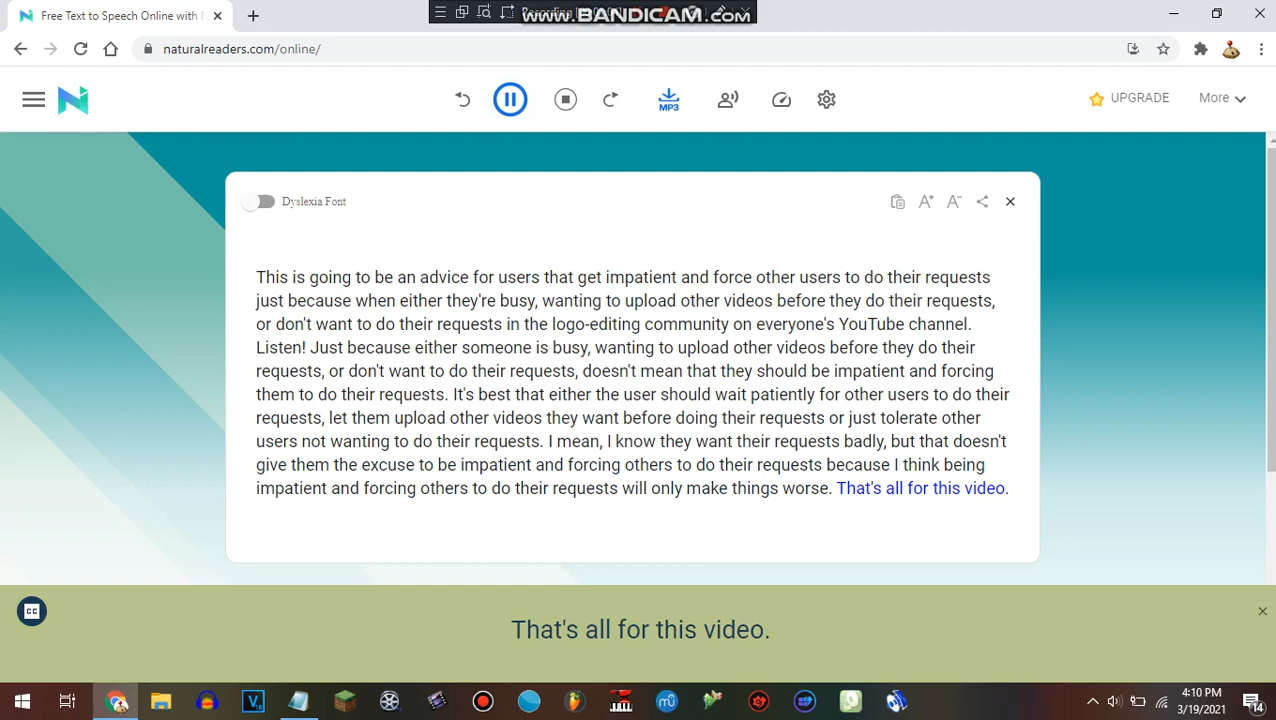 Free Text to Speech Online with
WWW.BANDICAM.COM
naturalreaders.com/online/
MP3
UPGRADE
More
Dyslexia Font
This is going to be an advice for users that get impatient and force other users to do their requests
just because when either they're busy, wanting to upload other videos before they do their requests,
or don't want to do their requests in the logo-editing community on everyone's YouTube channel.
Listen! Just because either someone is busy, wanting to upload other videos before they do their
requests, or don't want to do their requests, doesn't mean that they should be impatient and forcing
them to do their requests. It's best that either the user should wait patiently for other users to do their
requests, let them upload other videos they want before doing their requests or just tolerate other
users not wanting to do their requests. I mean, I know they want their requests badly, but that doesn't
give them the excuse to be impatient and forcing others to do their requests because I think being
impatient and forcing others to do their requests will only make things worse. That's all for this video.
CC
That's all for this video.
4:10 PM
3/19/2021
14